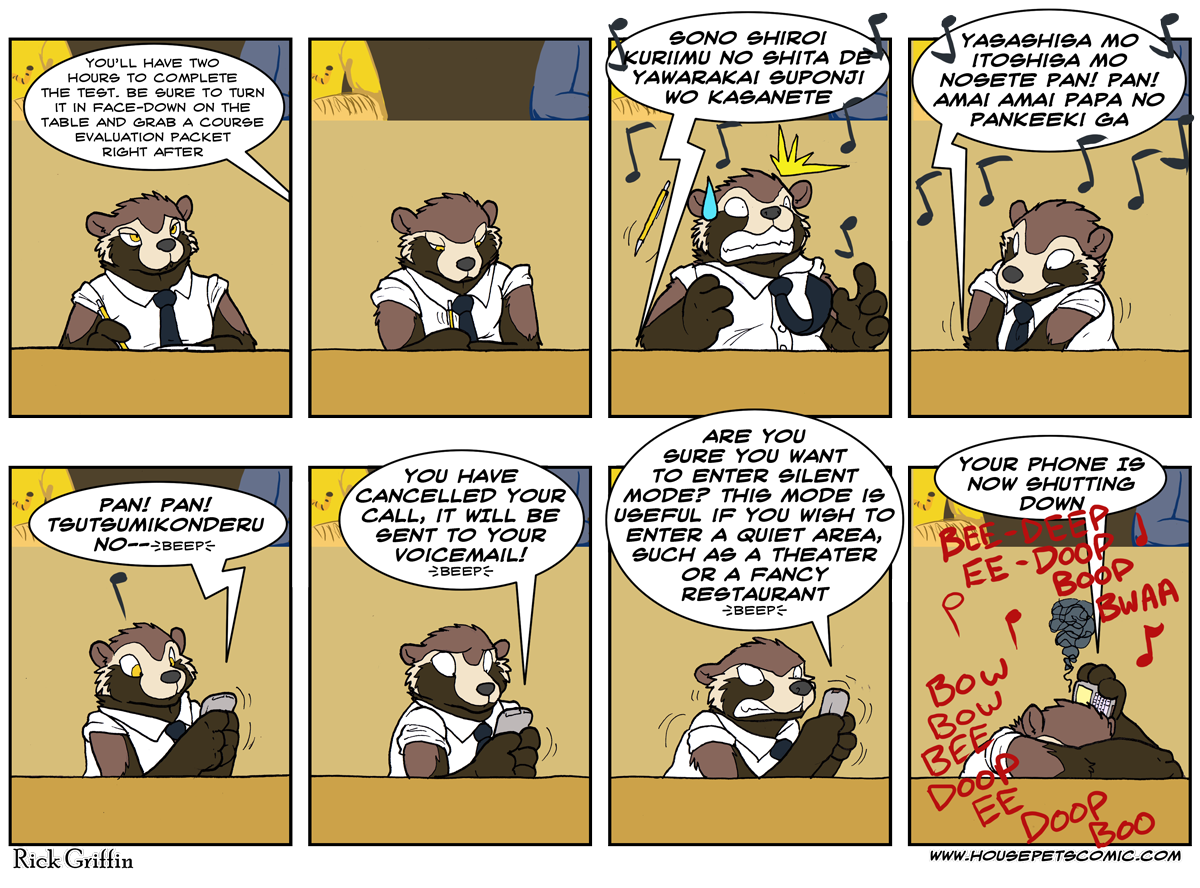 YOU'LL HAVE TWO
HOURS TO COMPLETE
THE TEST. BE SURE TO TURN
IT IN FACE-DOWN ON THE
TABLE AND GRAB A COURSE
EVALUATION PACKET
RIGHT AFTER
SONO SHIROI
KURIIMU NO SHITA DE
YAWARAKAI SUPONJI
WO KASANETE
YASASHISA MO
ITOSHISA MO
NOSETE PAN! PAN!
AMAI AMAI PAPA NO
PANKEEKI GA
PAN! PAN!
TSUTSUMIKONDERU
NO--BEEP
YOU HAVE
CANCELLED YOUR
CALL, IT WILL BE
SENT TO YOUR
VOICEMAIL!
BEEP
ARE YOU
SURE YOU WANT
TO ENTER SILENT
MODE? THIS MODE IS
USEFUL IF YOU WISH TO
ENTER A QUIET AREA,
SUCH AS A THEATER
OR A FANCY
RESTAURANT
BEEP
YOUR PHONE IS
NOW SHUTTING
DOWN
BEE-DEEP
EE-DOOP
BOOP
BWAA
BOW
BOW
BEE
DOOP
EE
DOOP
BOO
Rick Griffin
WWW.HOUSEPETSCOMIC.COM